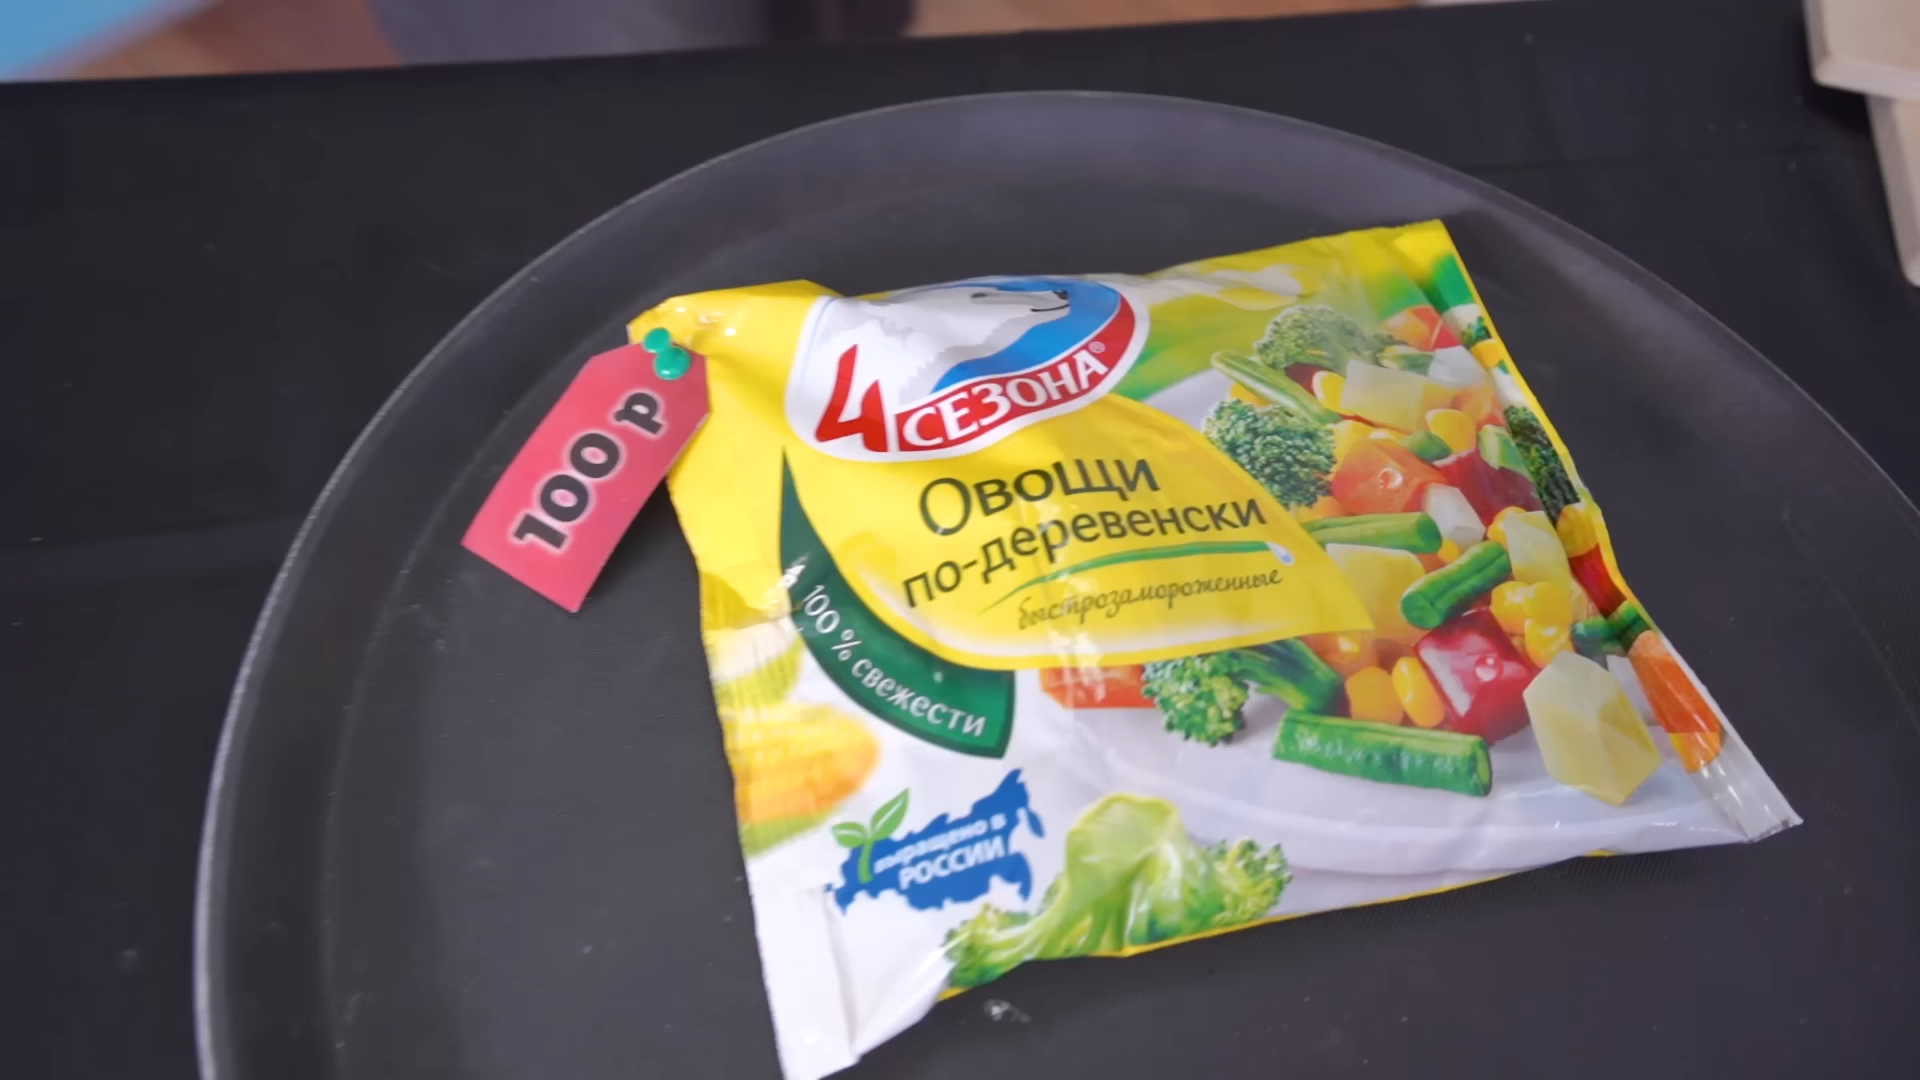 4 СЕЗОНА®
100 р
Овощи
по-деревенски
быстрозамороженные
100% свежести
выращено в
РОССИИ